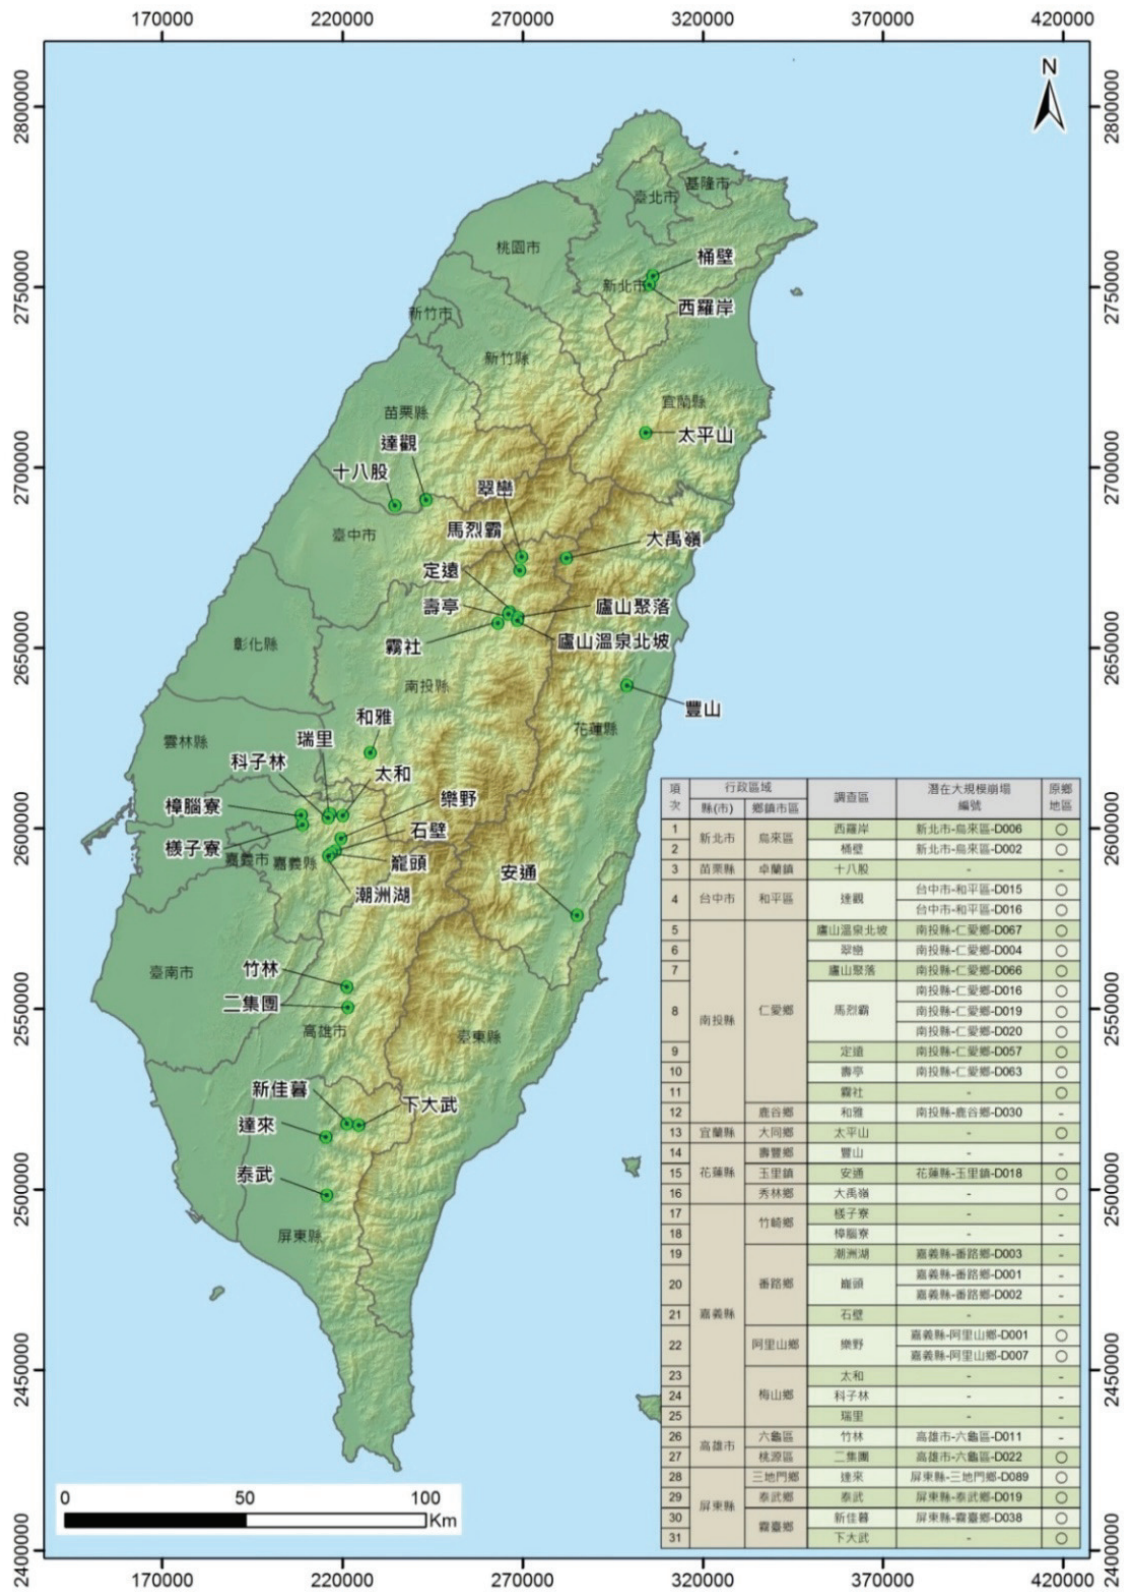 170000 220000 270000 320000 370000 420000
2800000 2800000
N
基隆市
臺北市
桃園市
桶壁
新北市
2750000 2750000
西羅岸
新竹市
新竹縣
宜蘭縣
苗栗縣
太平山
達觀
十八股
2700000 2700000
翠巒
馬烈霸
臺中市
大禹嶺
定遠
壽亭
廬山聚落
霧社
廬山溫泉北坡
彰化縣
2650000 2650000
南投縣
豐山
和雅
花蓮縣
雲林縣
瑞里
科子林
太和
樟腦寮
樂野
石壁
2600000 2600000
樣子寮
嘉義市
嘉義縣
龍頭
安通
潮洲湖
竹林
臺南市
二集團
2550000 2550000
高雄市
臺東縣
新佳暮
下大武
達來
泰武
2500000 2500000
屏東縣
2450000 2450000
0 50 100
Km
2400000 2400000
170000 220000 270000 320000 370000 420000
項次 行政區域 調查區 潛在大規模崩塌編號 原鄉地區
縣(市) 鄉鎮市區
1 新北市 烏來區 西羅岸 新北市-烏來區-D006 ○
2 桶壁 新北市-烏來區-D002 ○
3 苗栗縣 卓蘭鎮 十八股 - -
4 台中市 和平區 達觀 台中市-和平區-D015 ○
台中市-和平區-D016 ○
5 南投縣 仁愛鄉 廬山溫泉北坡 南投縣-仁愛鄉-D067 ○
6 翠巒 南投縣-仁愛鄉-D004 ○
7 廬山聚落 南投縣-仁愛鄉-D066 ○
8 馬烈霸 南投縣-仁愛鄉-D016 ○
南投縣-仁愛鄉-D019 ○
南投縣-仁愛鄉-D020 ○
9 定遠 南投縣-仁愛鄉-D057 ○
10 壽亭 南投縣-仁愛鄉-D063 ○
11 霧社 - ○
12 鹿谷鄉 和雅 南投縣-鹿谷鄉-D030 -
13 宜蘭縣 大同鄉 太平山 - ○
14 花蓮縣 壽豐鄉 豐山 - -
15 玉里鎮 安通 花蓮縣-玉里鎮-D018 ○
16 秀林鄉 大禹嶺 - ○
17 嘉義縣 竹崎鄉 樣子寮 - -
18 樟腦寮 - -
19 番路鄉 潮洲湖 嘉義縣-番路鄉-D003 -
20 巃頭 嘉義縣-番路鄉-D001 -
嘉義縣-番路鄉-D002 -
21 石壁 - -
22 阿里山鄉 樂野 嘉義縣-阿里山鄉-D001 ○
嘉義縣-阿里山鄉-D007 ○
23 梅山鄉 太和 - -
24 科子林 - -
25 瑞里 - -
26 高雄市 六龜區 竹林 高雄市-六龜區-D011 -
27 桃源區 二集團 高雄市-六龜區-D022 ○
28 屏東縣 三地門鄉 達來 屏東縣-三地門鄉-D089 ○
29 泰武鄉 泰武 屏東縣-泰武鄉-D019 ○
30 霧臺鄉 新佳暮 屏東縣-霧臺鄉-D038 ○
31 下大武 - ○